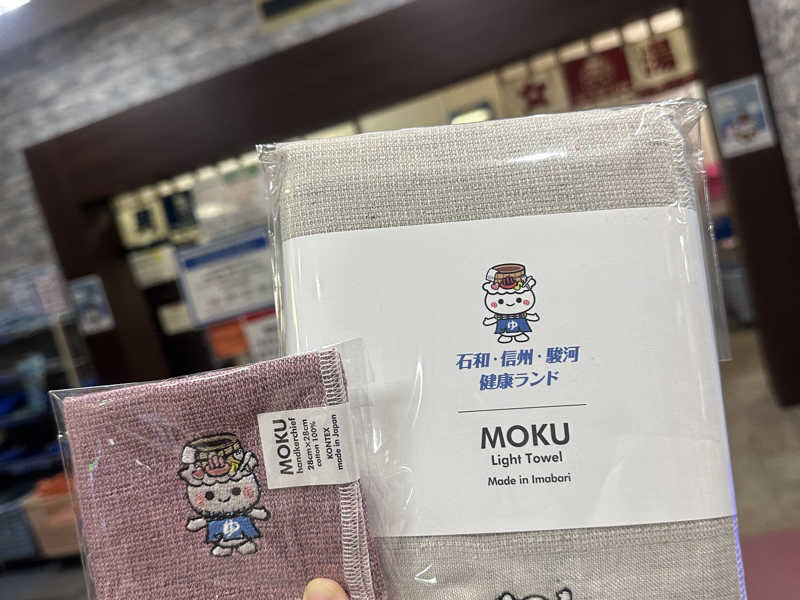 湯
ゆ
石和・信州・駿河
健康ランド
MOKU
Light Towel
Made in Imabari
MOKU
handkerchief
28cm×28cm
cotton 100%
KONTEX
made in Japan
ゆ